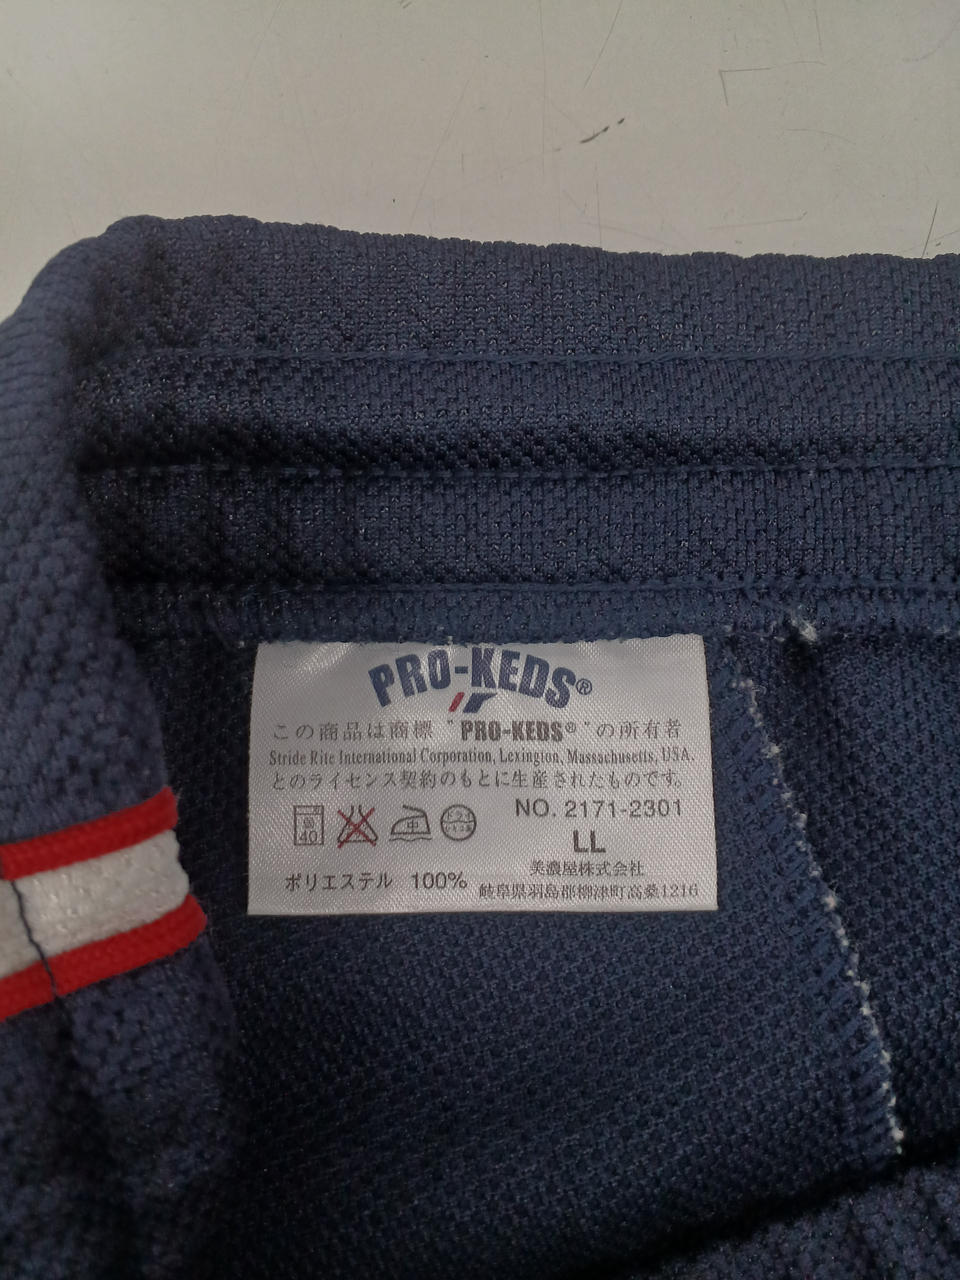 PRO-KEDS®
この商品は商標 "PRO-KEDS®" の所有者
Stride Rite International Corporation, Lexington, Massachusetts, USA.
とのライセンス契約のもとに生産されたものです。
NO. 2171-2301
40
中
LL
美濃屋株式会社
ポリエステル 100%
岐阜県羽島郡柳津町高桑1216